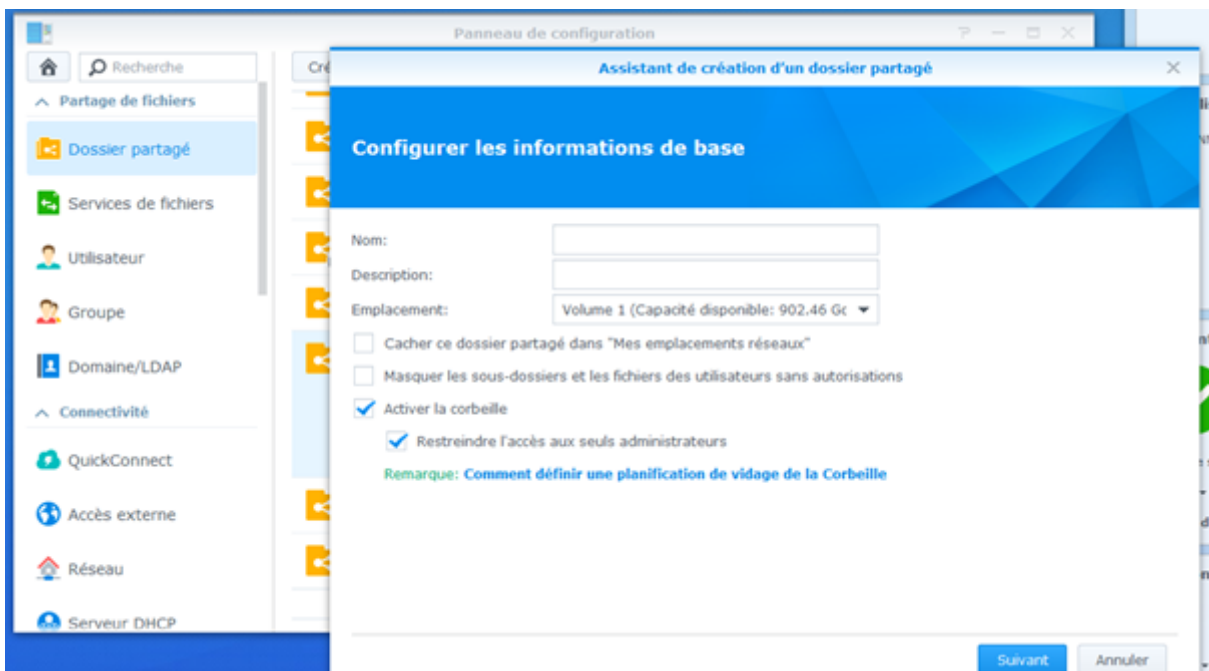 Panneau de configuration
Recherche
Cré
Assistant de création d'un dossier partagé
Partage de fichiers
Dossier partagé
Services de fichiers
Utilisateur
Groupe
Domaine/LDAP
Connectivité
QuickConnect
Accès externe
Réseau
Serveur DHCP
Configurer les informations de base
Nom:
Description:
Emplacement: Volume 1 (Capacité disponible: 902.46 Go
Cacher ce dossier partagé dans "Mes emplacements réseaux"
Masquer les sous-dossiers et les fichiers des utilisateurs sans autorisations
Activer la corbeille
Restreindre l'accès aux seuls administrateurs
Remarque: Comment définir une planification de vidage de la Corbeille
Suivant Annuler